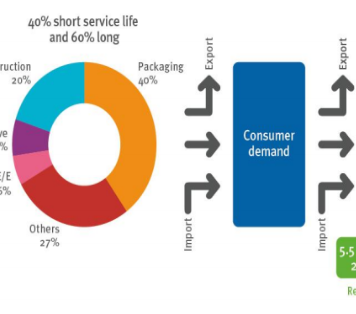 40% short service life
and 60% long
ruction
20%
Packaging
40%
ve
%
E/E
6%
Others
27%
Export
Import
Consumer
demand
Export
Import
5.5
2
Re